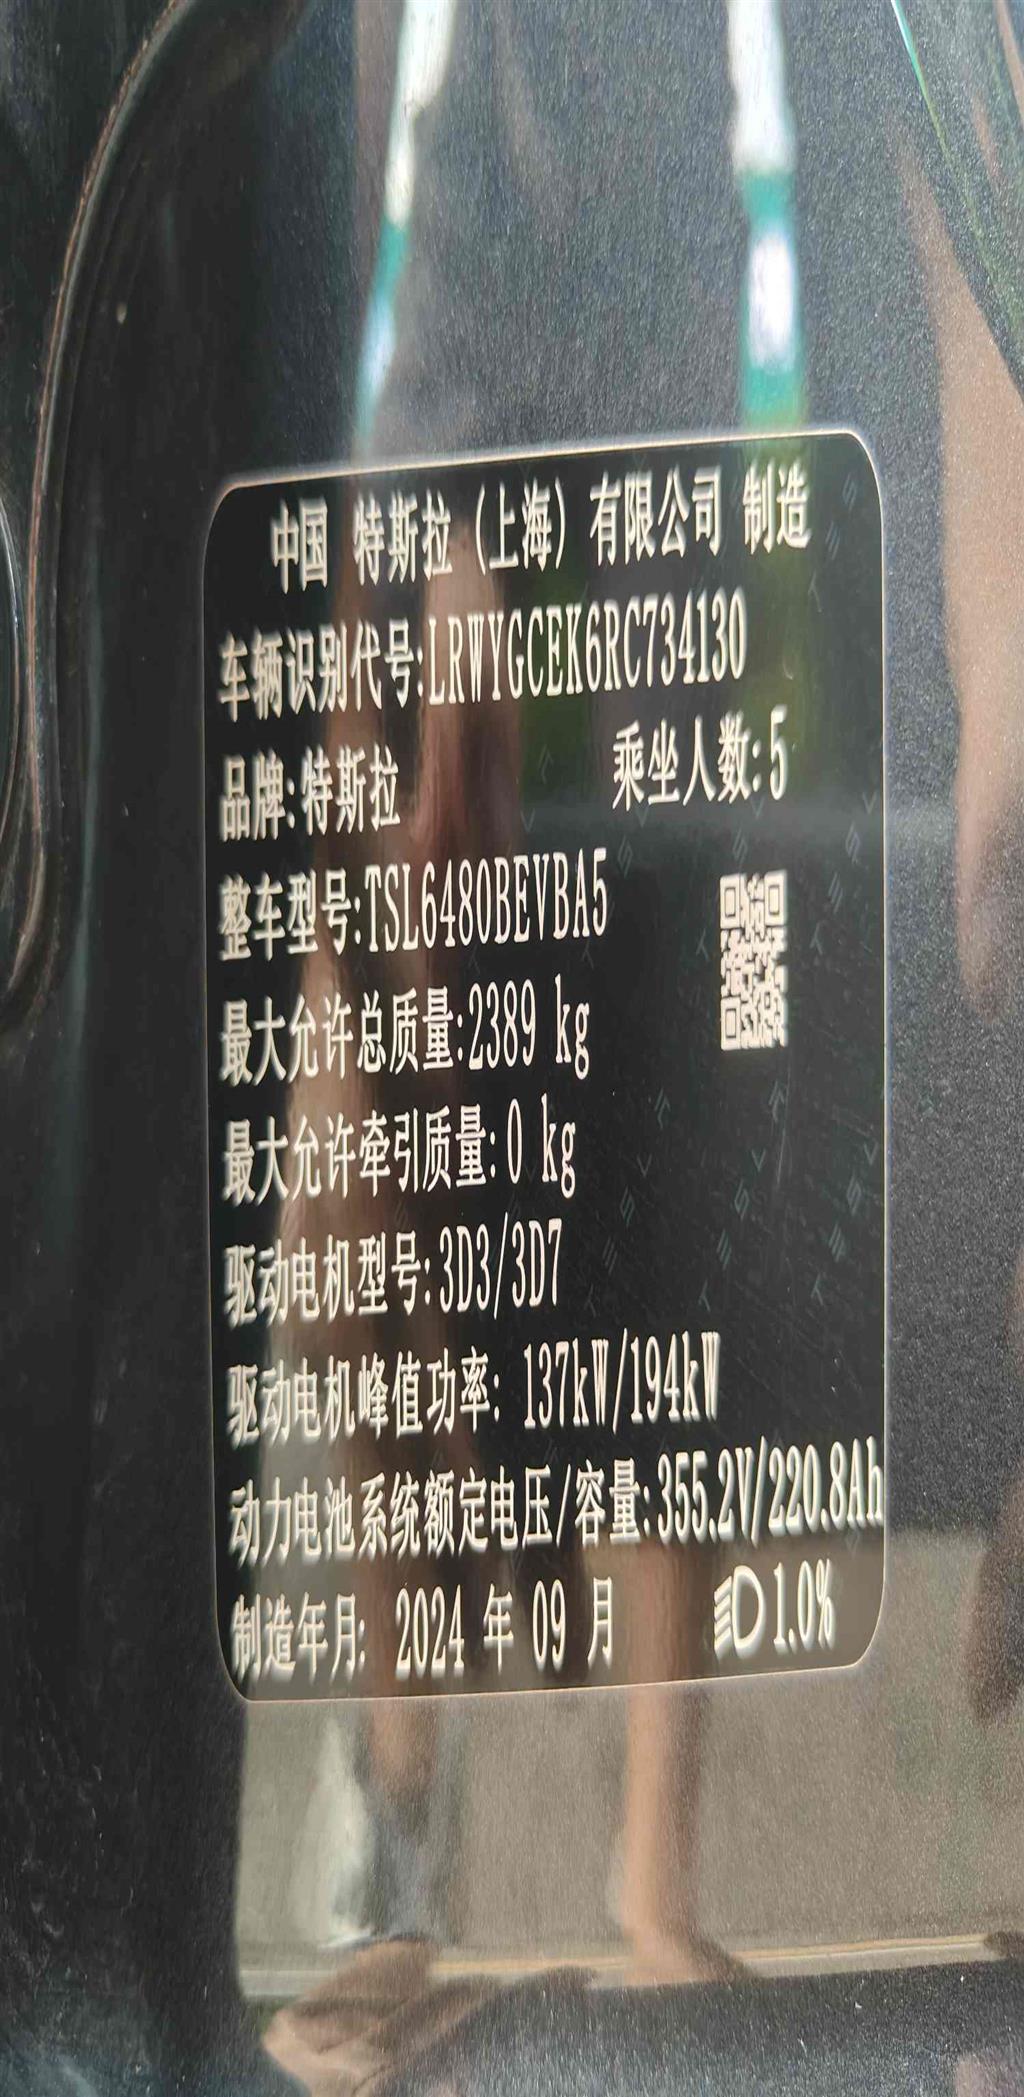 中国 特斯拉（上海）有限公司 制造
车辆识别代号:LRWYGCEK6RC734130
品牌:特斯拉 乘坐人数:5
整车型号:TSL6480BEVBA5
最大允许总质量:2389 kg
最大允许牵引质量:0 kg
驱动电机型号:3D3/3D7
驱动电机峰值功率: 137kW/194kW
动力电池系统额定电压/容量:355.2V/220.8Ah
制造年月: 2024 年 09 月 1.0%